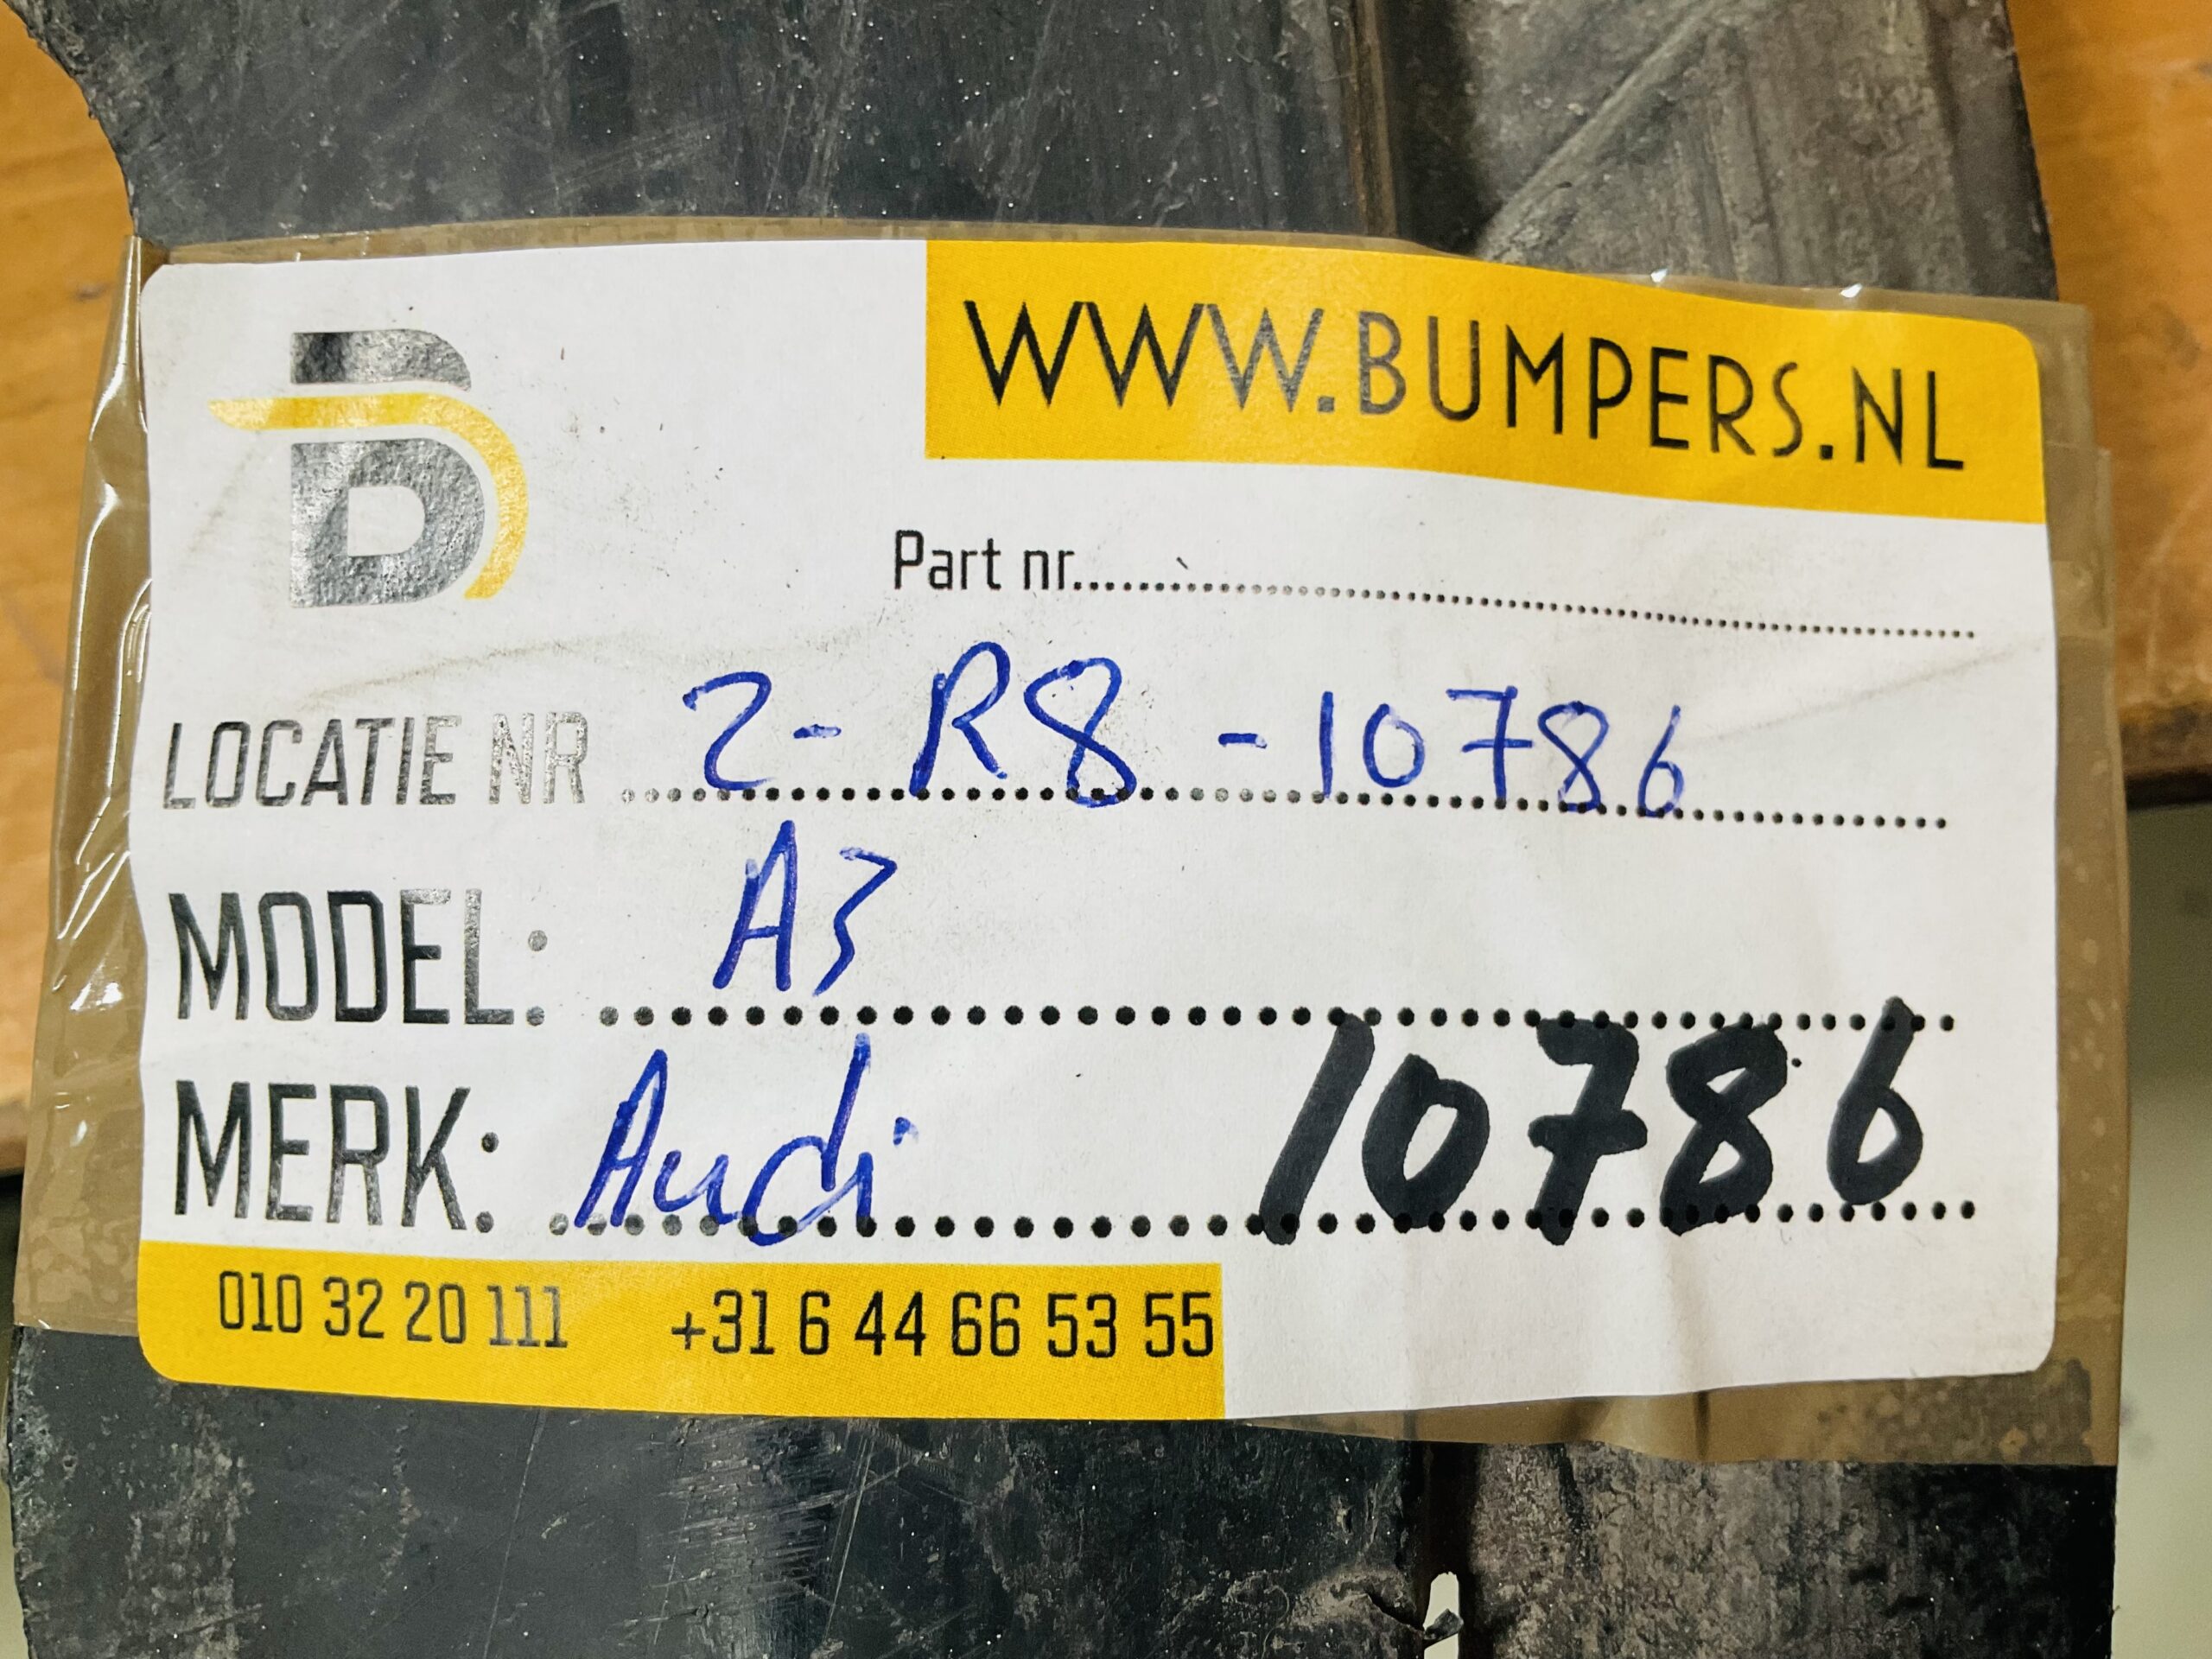 B
WWW.BUMPERS.NL
Part nr....................
LOCATIE NR 2-R8-10786
MODEL: A3
MERK: Audi 10786
010 32 20 111 +31 6 44 66 53 55